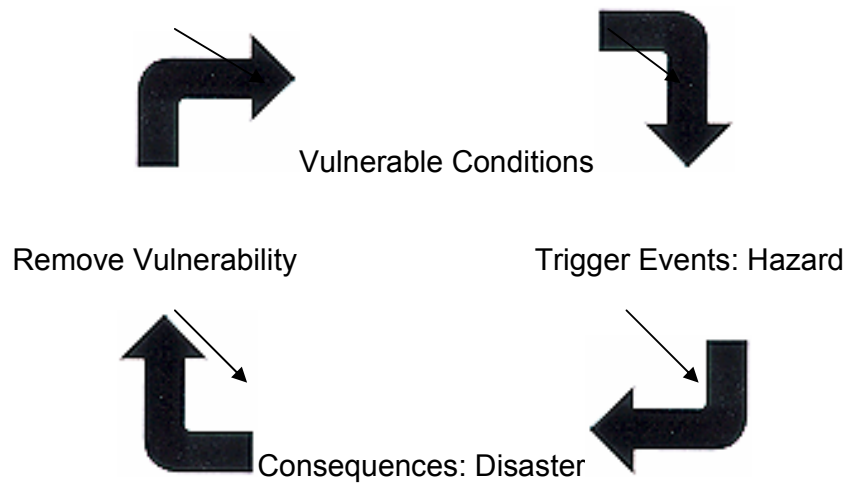 Vulnerable Conditions
Remove Vulnerability
Trigger Events: Hazard
Consequences: Disaster